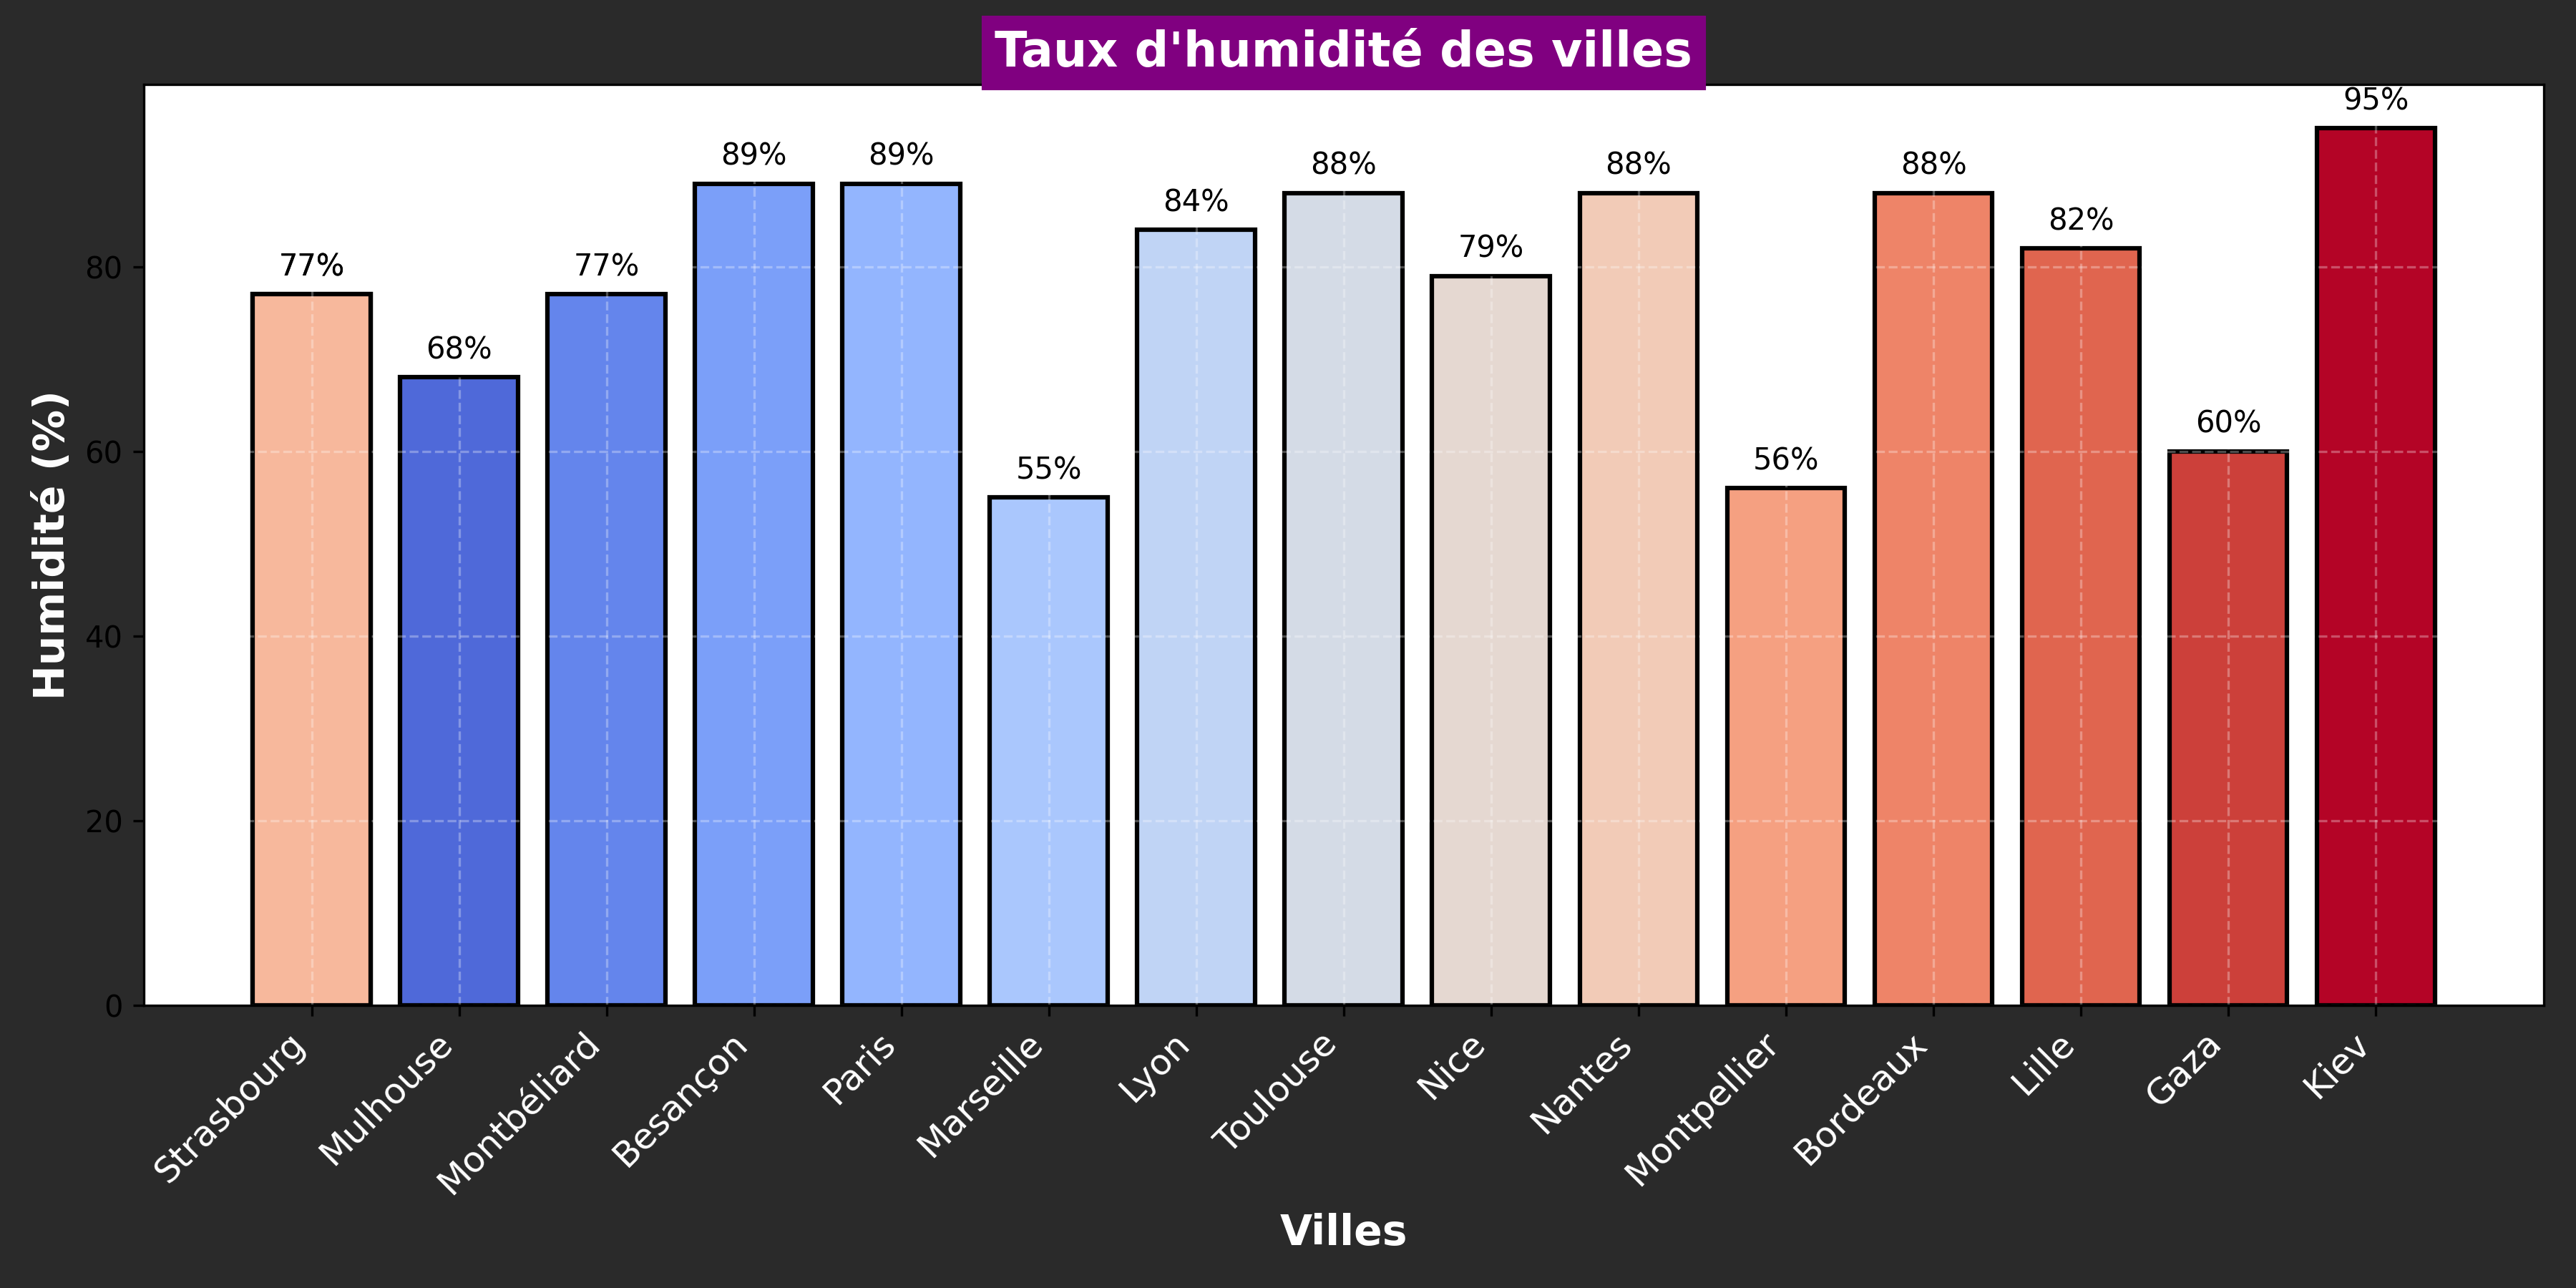 Taux d'humidité des villes
95%
89%
89%
88%
88%
88%
84%
82%
79%
77%
77%
68%
60%
56%
55%
80
60
40
20
0
Humidité (%)
Strasbourg
Mulhouse
Montbéliard
Besançon
Paris
Marseille
Lyon
Toulouse
Nice
Nantes
Montpellier
Bordeaux
Lille
Gaza
Kiev
Villes